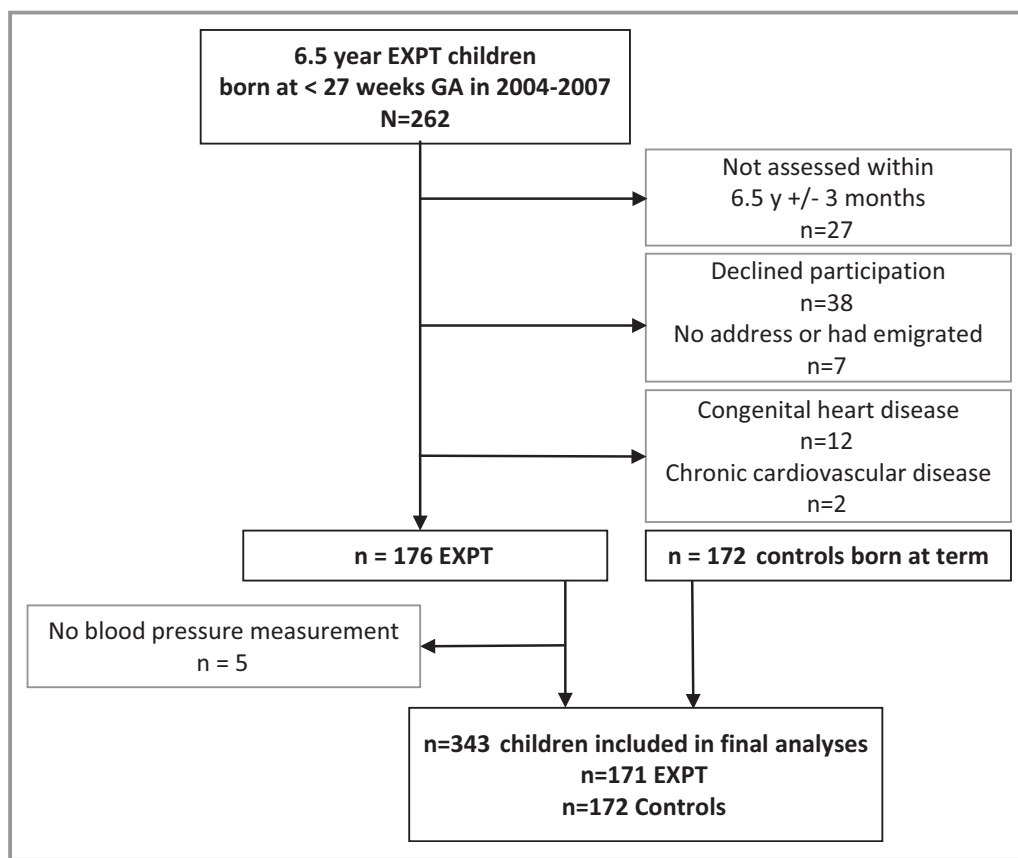 6.5 year EXPT children
born at < 27 weeks GA in 2004-2007
N=262
Not assessed within
6.5 y +/- 3 months
n=27
Declined participation
n=38
No address or had emigrated
n=7
Congenital heart disease
n=12
Chronic cardiovascular disease
n=2
n = 176 EXPT
n = 172 controls born at term
No blood pressure measurement
n = 5
n=343 children included in final analyses
n=171 EXPT
n=172 Controls